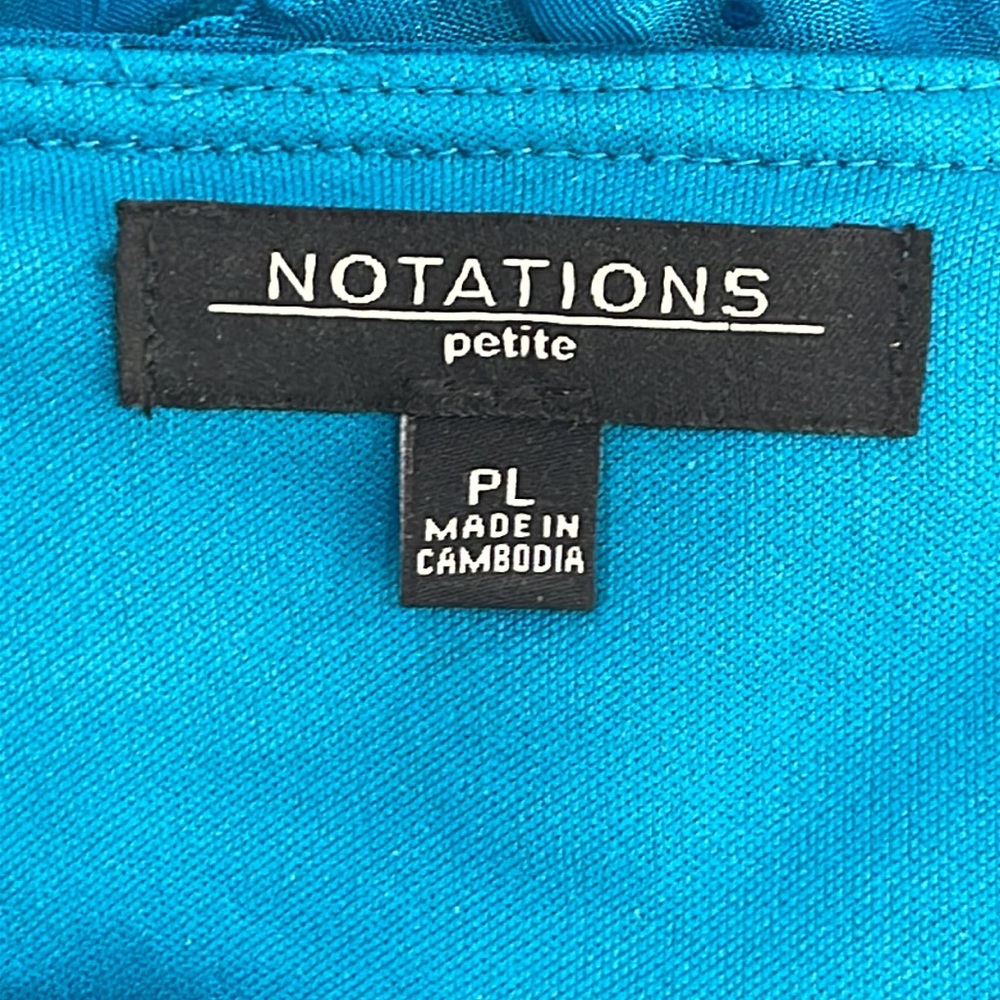 NOTATIONS
petite
PL
MADE IN
CAMBODIA